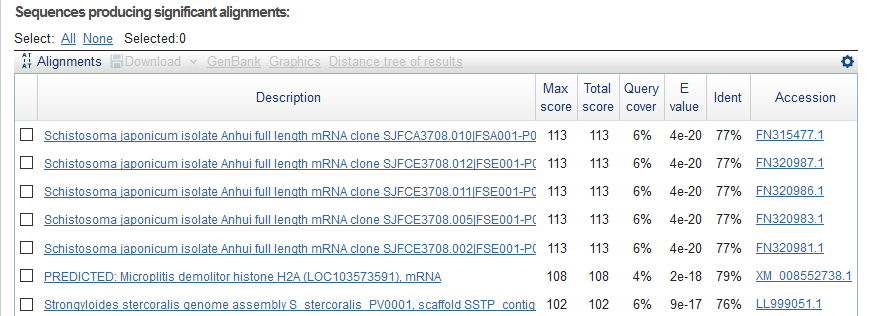 Sequences producing significant alignments:
Select: All None Selected:0
Alignments Download GenBank Graphics Distance tree of results
Description Max score Total score Query cover E value Ident Accession
Schistosoma japonicum isolate Anhui full length mRNA clone SJFCA3708.010|FSA001-P0 113 113 6% 4e-20 77% FN315477.1
Schistosoma japonicum isolate Anhui full length mRNA clone SJFCE3708.012|FSE001-P0 113 113 6% 4e-20 77% FN320987.1
Schistosoma japonicum isolate Anhui full length mRNA clone SJFCE3708.011|FSE001-P0 113 113 6% 4e-20 77% FN320986.1
Schistosoma japonicum isolate Anhui full length mRNA clone SJFCE3708.005|FSE001-P0 113 113 6% 4e-20 77% FN320983.1
Schistosoma japonicum isolate Anhui full length mRNA clone SJFCE3708.002|FSE001-P0 113 113 6% 4e-20 77% FN320981.1
PREDICTED: Microplitis demolitor histone H2A (LOC103573591), mRNA 108 108 4% 2e-18 79% XM_008552738.1
Strongyloides stercoralis genome assembly S_stercoralis_PV0001, scaffold SSTP_contig 102 102 6% 9e-17 76% LL999051.1